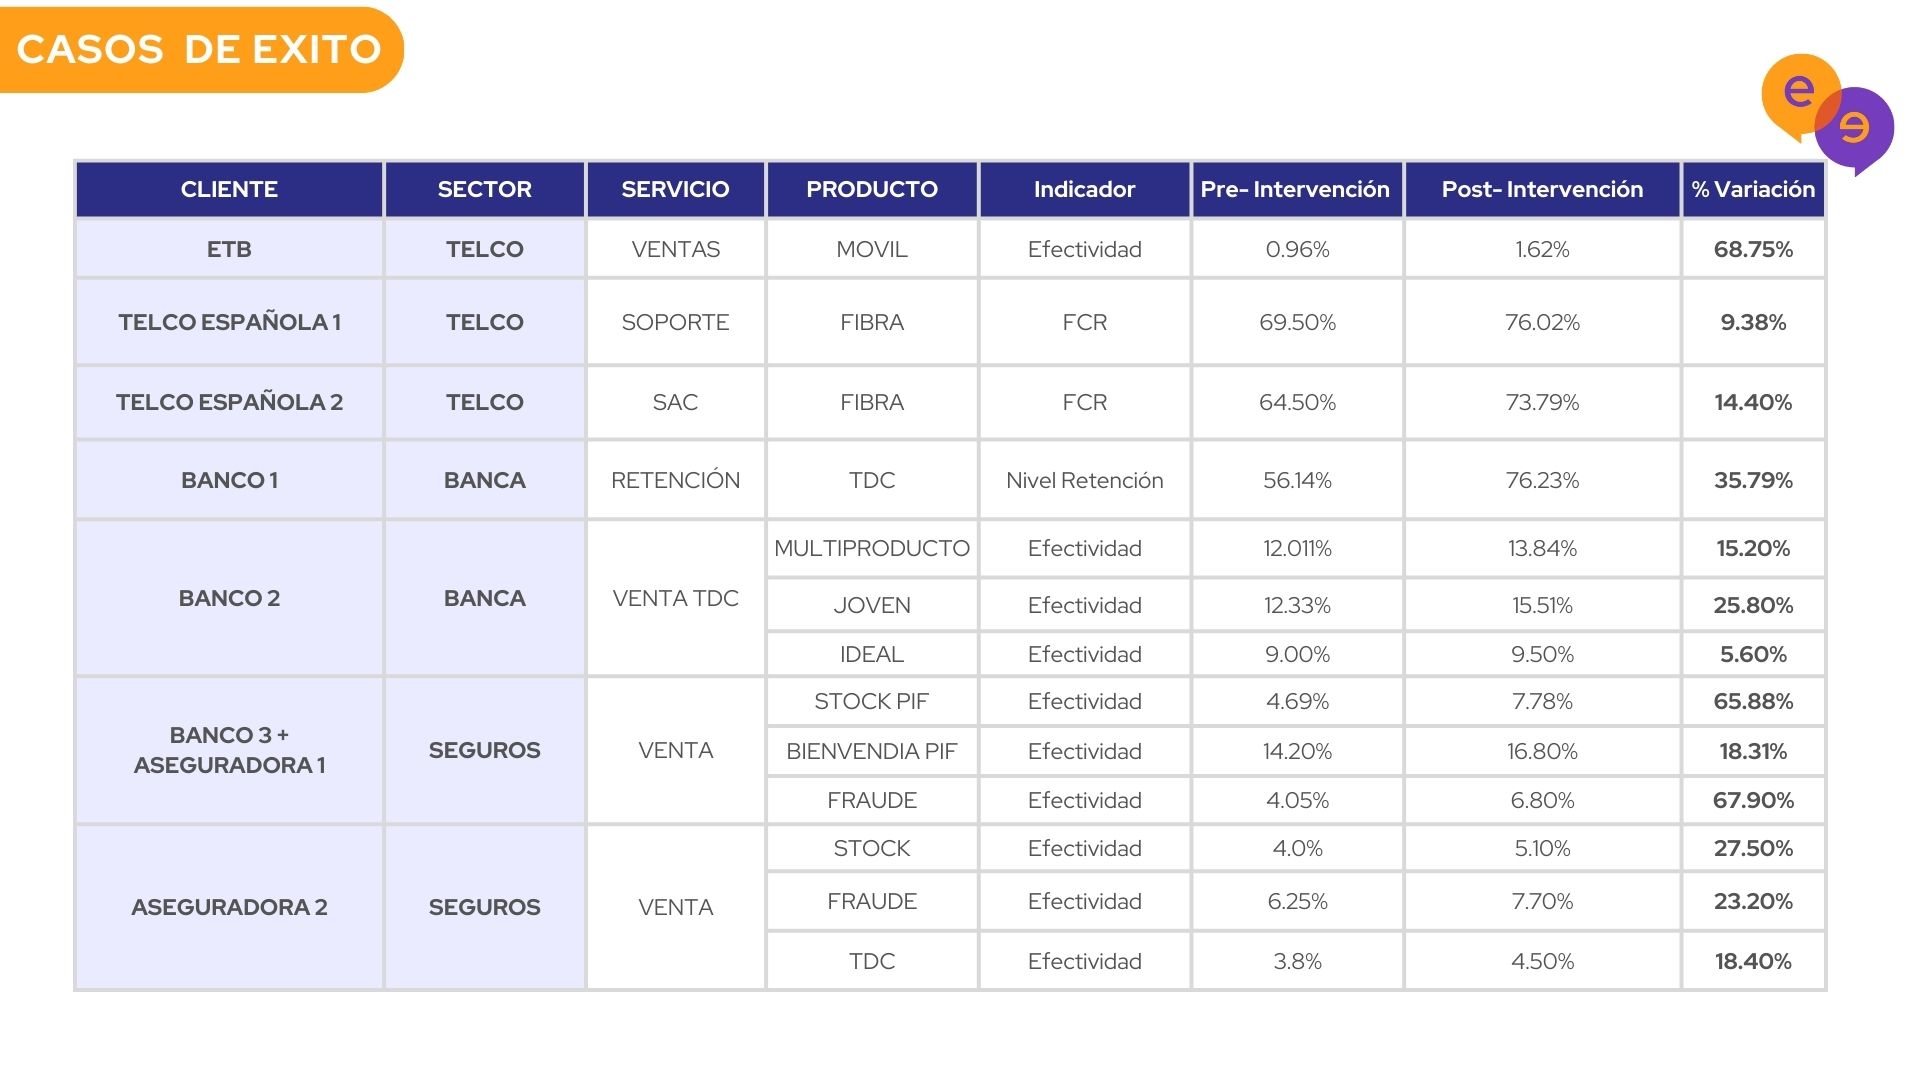 CASOS DE EXITO
e
e
CLIENTE SECTOR SERVICIO PRODUCTO Indicador Pre- Intervención Post- Intervención % Variación
ETB TELCO VENTAS MOVIL Efectividad 0.96% 1.62% 68.75%
TELCO ESPAÑOLA 1 TELCO SOPORTE FIBRA FCR 69.50% 76.02% 9.38%
TELCO ESPAÑOLA 2 TELCO SAC FIBRA FCR 64.50% 73.79% 14.40%
BANCO 1 BANCA RETENCIÓN TDC Nivel Retención 56.14% 76.23% 35.79%
BANCO 2 BANCA VENTA TDC MULTIPRODUCTO Efectividad 12.011% 13.84% 15.20%
JOVEN Efectividad 12.33% 15.51% 25.80%
IDEAL Efectividad 9.00% 9.50% 5.60%
BANCO 3 +
ASEGURADORA 1 SEGUROS VENTA STOCK PIF Efectividad 4.69% 7.78% 65.88%
BIENVENDIA PIF Efectividad 14.20% 16.80% 18.31%
FRAUDE Efectividad 4.05% 6.80% 67.90%
ASEGURADORA 2 SEGUROS VENTA STOCK Efectividad 4.0% 5.10% 27.50%
FRAUDE Efectividad 6.25% 7.70% 23.20%
TDC Efectividad 3.8% 4.50% 18.40%